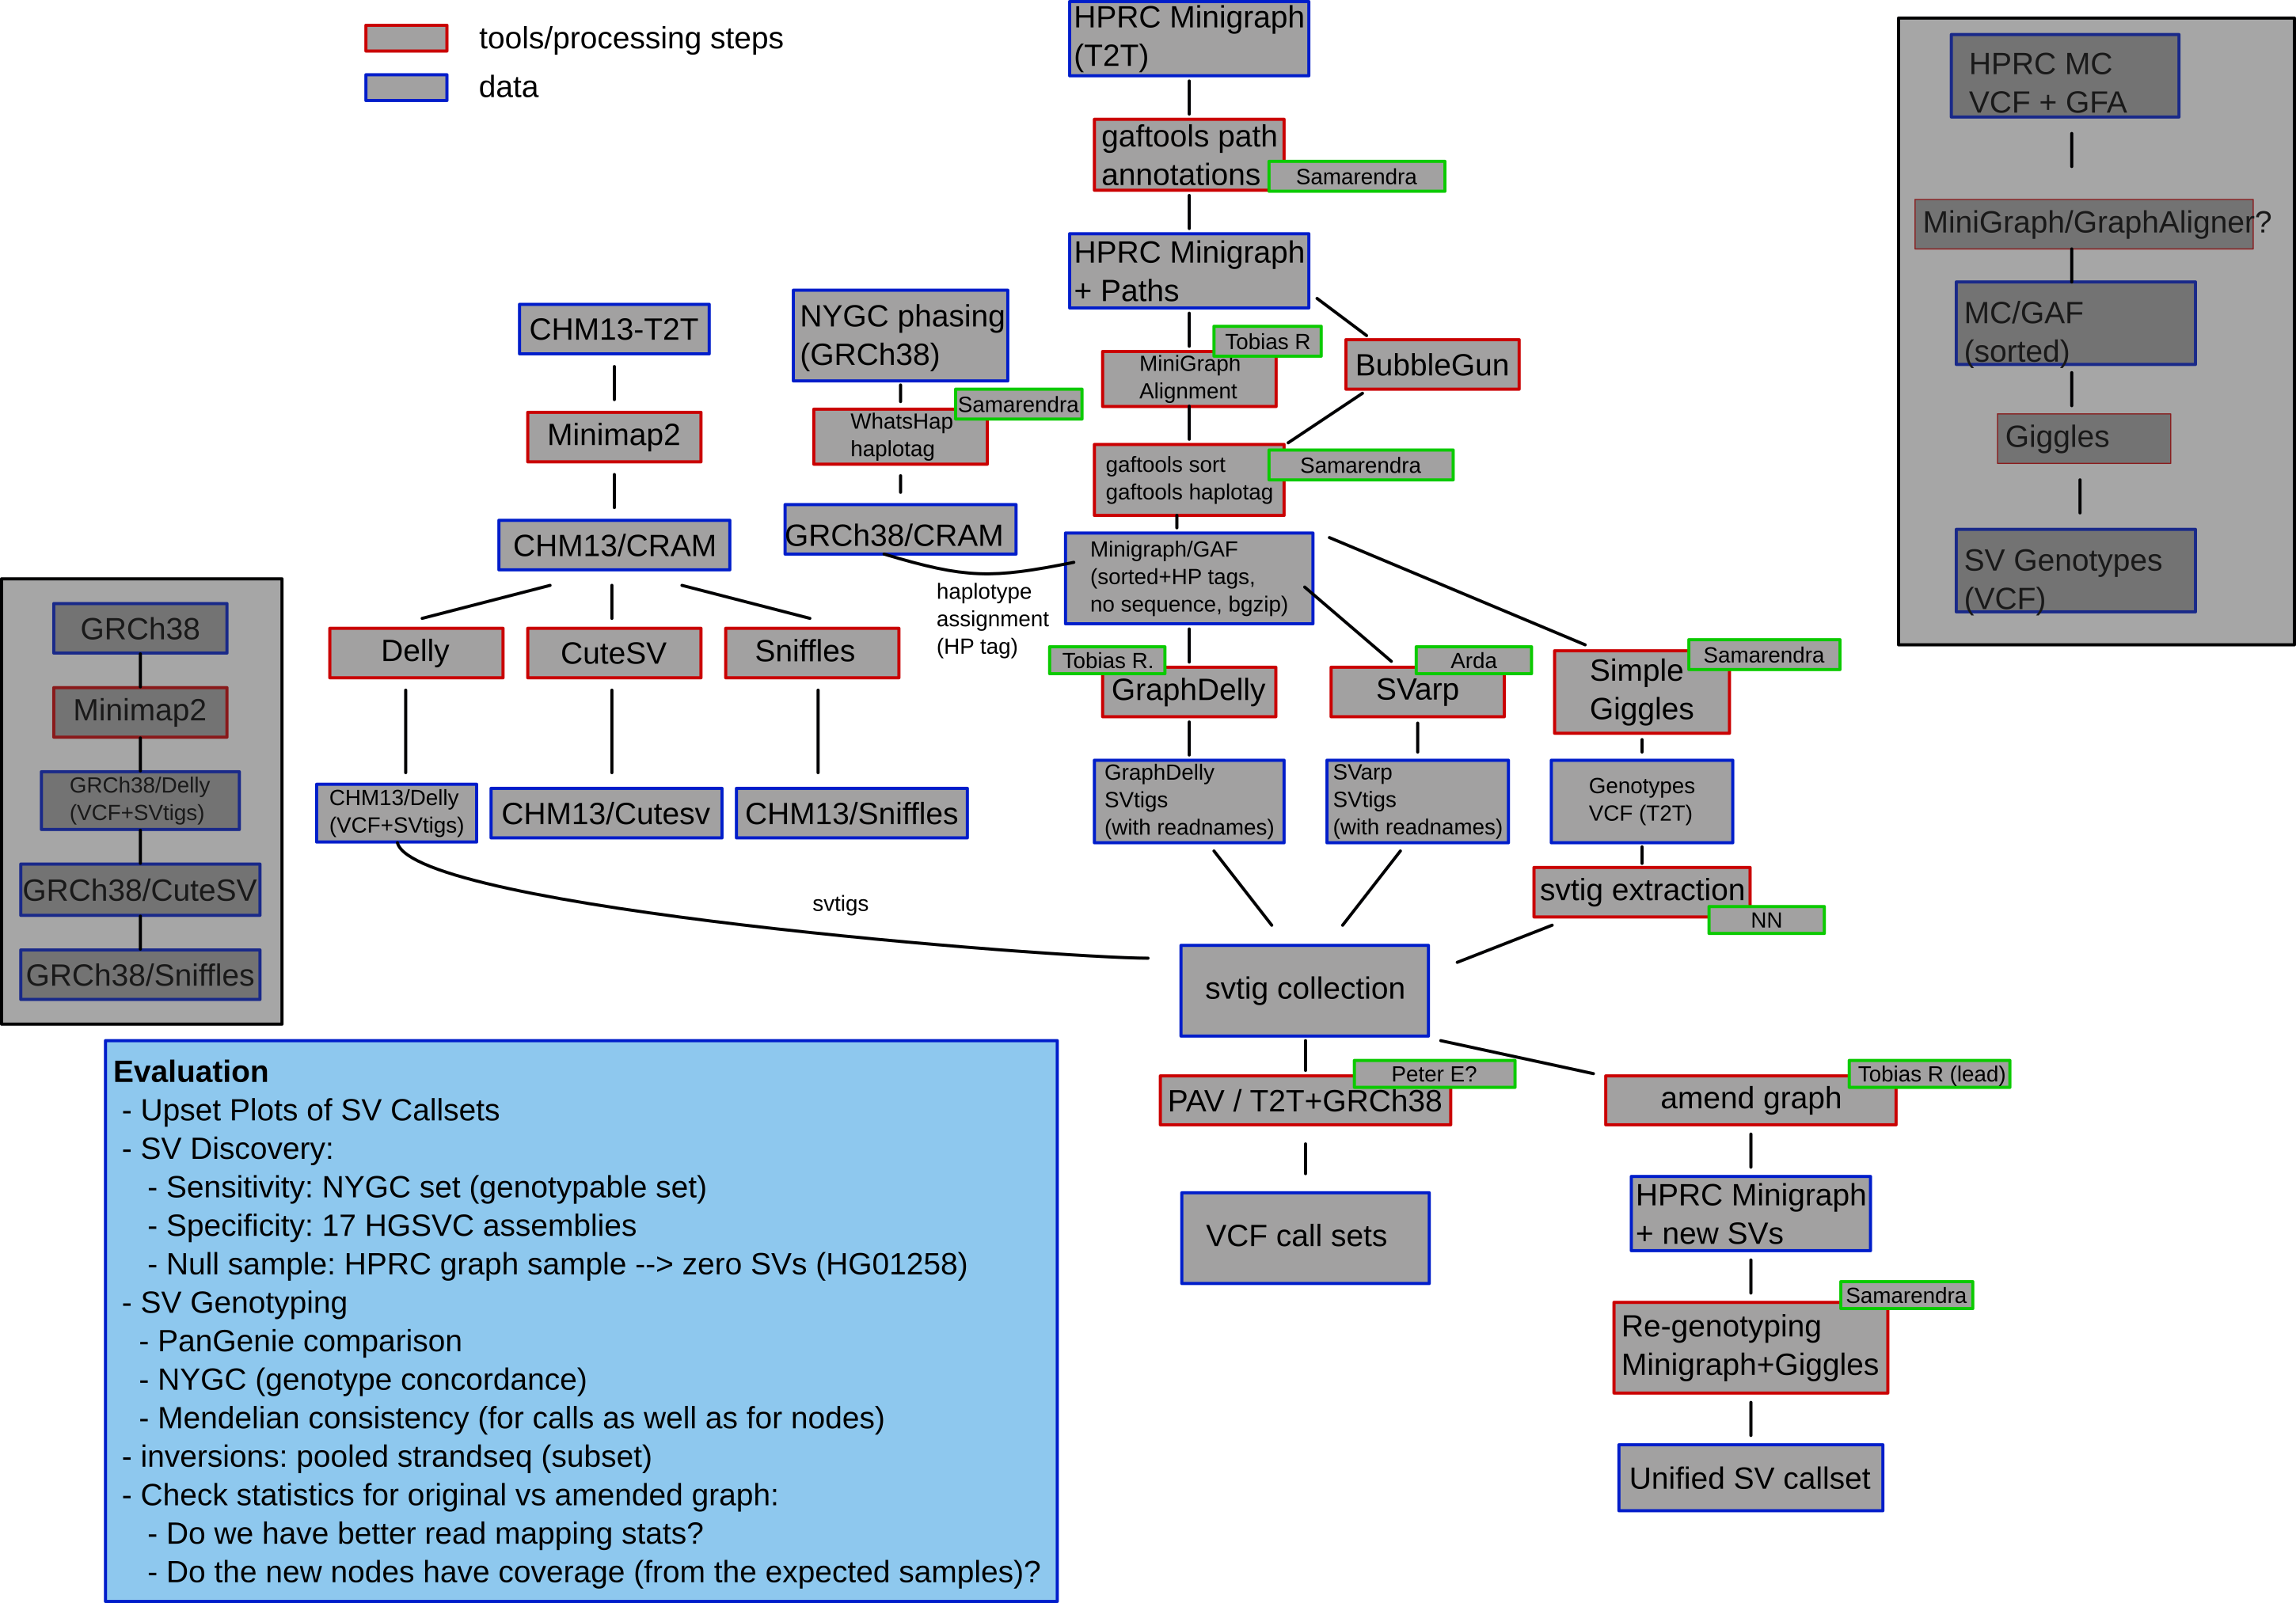 tools/processing steps
data
HPRC Minigraph
(T2T)
gaftools path
annotations
Samarendra
HPRC Minigraph
+ Paths
Tobias R
MiniGraph
Alignment
BubbleGun
gaftools sort
gaftools haplotag
Samarendra
CHM13-T2T
Minimap2
CHM13/CRAM
NYGC phasing
(GRCh38)
Samarendra
WhatsHap
haplotag
GRCh38/CRAM
haplotype
assignment
(HP tag)
Minigraph/GAF
(sorted+HP tags,
no sequence, bgzip)
Delly
CuteSV
Sniffles
CHM13/Delly
(VCF+SVtigs)
CHM13/Cutesv
CHM13/Sniffles
svtigs
Tobias R.
GraphDelly
Arda
SVarp
Samarendra
Simple
Giggles
GraphDelly
SVtigs
(with readnames)
SVarp
SVtigs
(with readnames)
Genotypes
VCF (T2T)
svtig extraction
NN
svtig collection
Peter E?
PAV / T2T+GRCh38
VCF call sets
Tobias R (lead)
amend graph
HPRC Minigraph
+ new SVs
Samarendra
Re-genotyping
Minigraph+Giggles
Unified SV callset
HPRC MC
VCF + GFA
MiniGraph/GraphAligner?
MC/GAF
(sorted)
Giggles
SV Genotypes
(VCF)
GRCh38
Minimap2
GRCh38/Delly
(VCF+SVtigs)
GRCh38/CuteSV
GRCh38/Sniffles
Evaluation
- Upset Plots of SV Callsets
- SV Discovery:
- Sensitivity: NYGC set (genotypable set)
- Specificity: 17 HGSVC assemblies
- Null sample: HPRC graph sample --> zero SVs (HG01258)
- SV Genotyping
- PanGenie comparison
- NYGC (genotype concordance)
- Mendelian consistency (for calls as well as for nodes)
- inversions: pooled strandseq (subset)
- Check statistics for original vs amended graph:
- Do we have better read mapping stats?
- Do the new nodes have coverage (from the expected samples)?